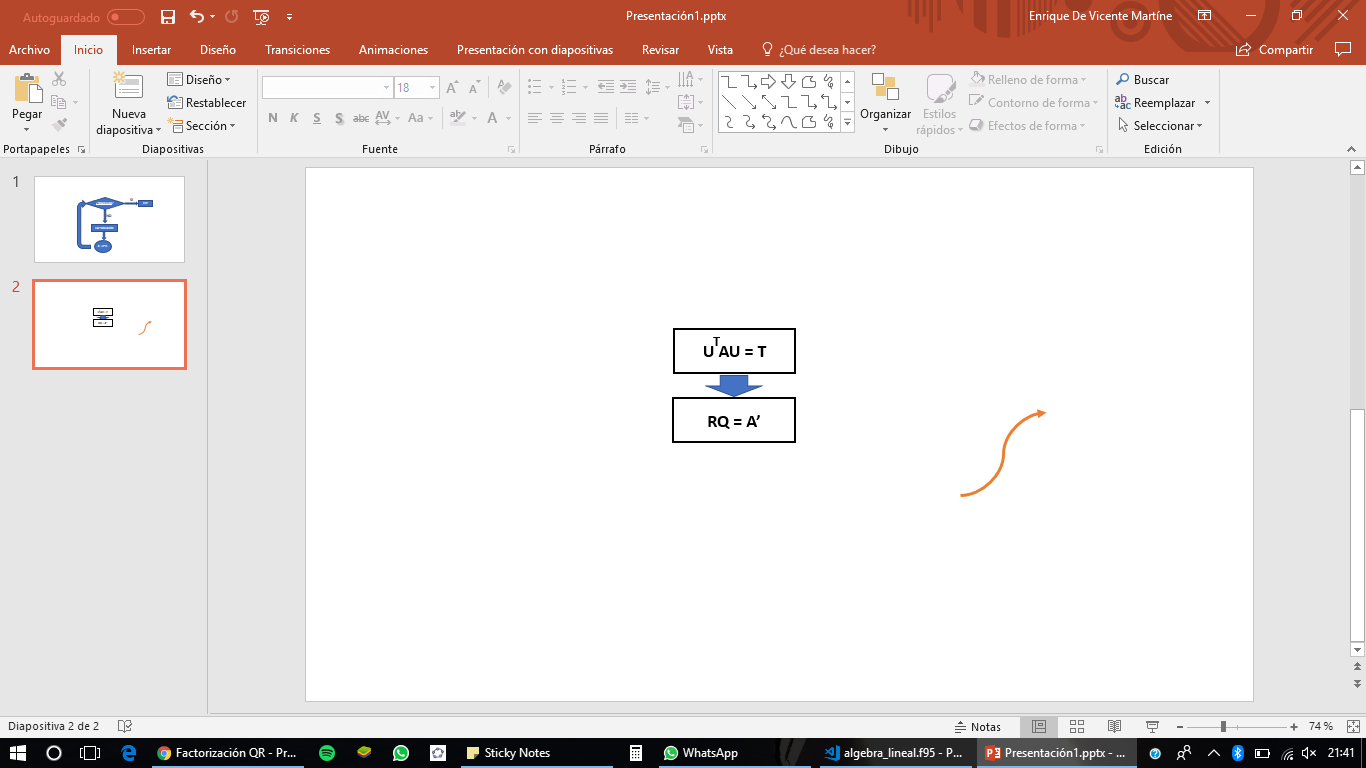 Autoguardado
Presentación1.pptx
Enrique De Vicente Martíne
Archivo Inicio Insertar Diseño Transiciones Animaciones Presentación con diapositivas Revisar Vista ¿Qué desea hacer? Compartir
Pegar
Portapapeles
Nueva diapositiva
Diseño
Restablecer
Sección
Diapositivas
18
N K S S abc AV Aa ab A
Fuente
Párrafo
Organizar
Estilos rápidos
Relleno de forma
Contorno de forma
Efectos de forma
Dibujo
Buscar
Reemplazar
Seleccionar
Edición
1
2
UᵀAU = T
RQ = A’
Diapositiva 2 de 2
Notas
74 %
Factorización QR - Pr...
Sticky Notes
WhatsApp
algebra_lineal.f95 - P...
Presentación1.pptx - ...
21:41